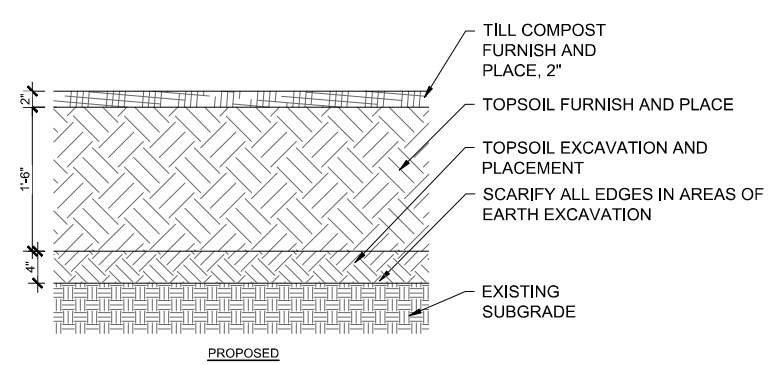 TILL COMPOST
FURNISH AND
PLACE, 2"
2"
TOPSOIL FURNISH AND PLACE
1'-6"
TOPSOIL EXCAVATION AND
PLACEMENT
SCARIFY ALL EDGES IN AREAS OF
EARTH EXCAVATION
4"
EXISTING
SUBGRADE
PROPOSED